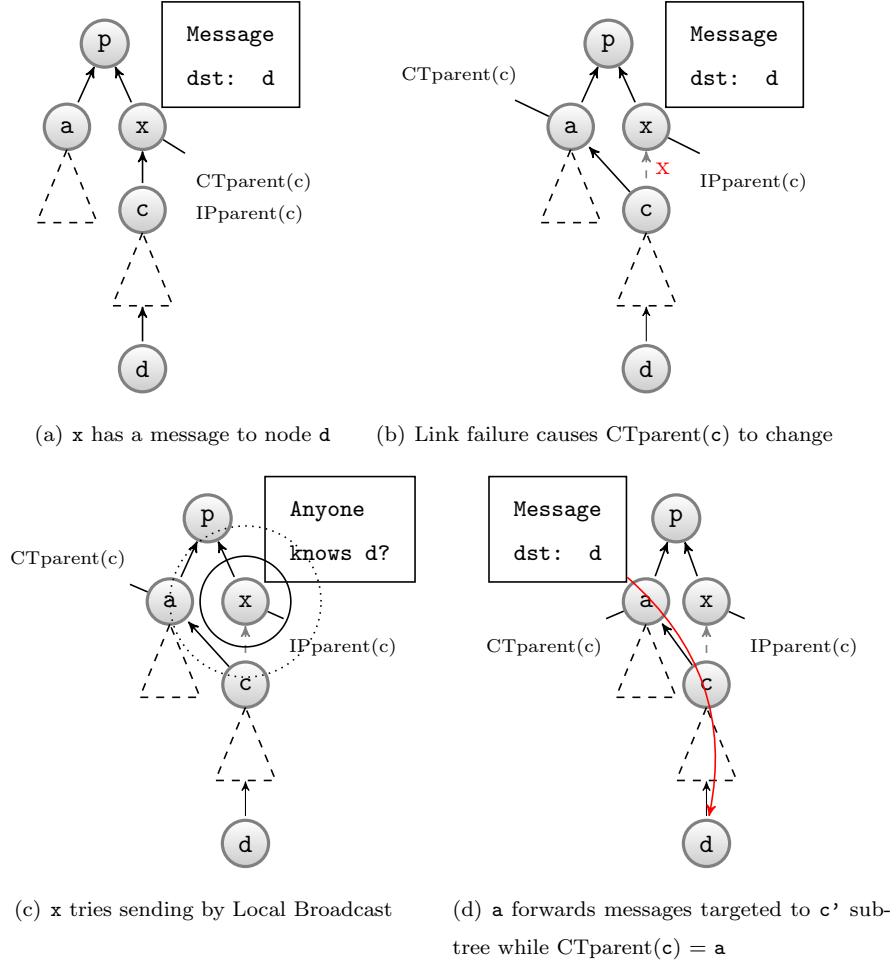 p
Message
dst: d
a
x
CTparent(c)
IPparent(c)
c
d
(a) x has a message to node d
p
Message
dst: d
CTparent(c)
a
x
x
IPparent(c)
c
d
(b) Link failure causes CTparent(c) to change
p
Anyone
knows d?
CTparent(c)
a
x
IPparent(c)
c
d
(c) x tries sending by Local Broadcast
Message
dst: d
p
a
x
CTparent(c)
IPparent(c)
c
d
(d) a forwards messages targeted to c' sub-
tree while CTparent(c) = a